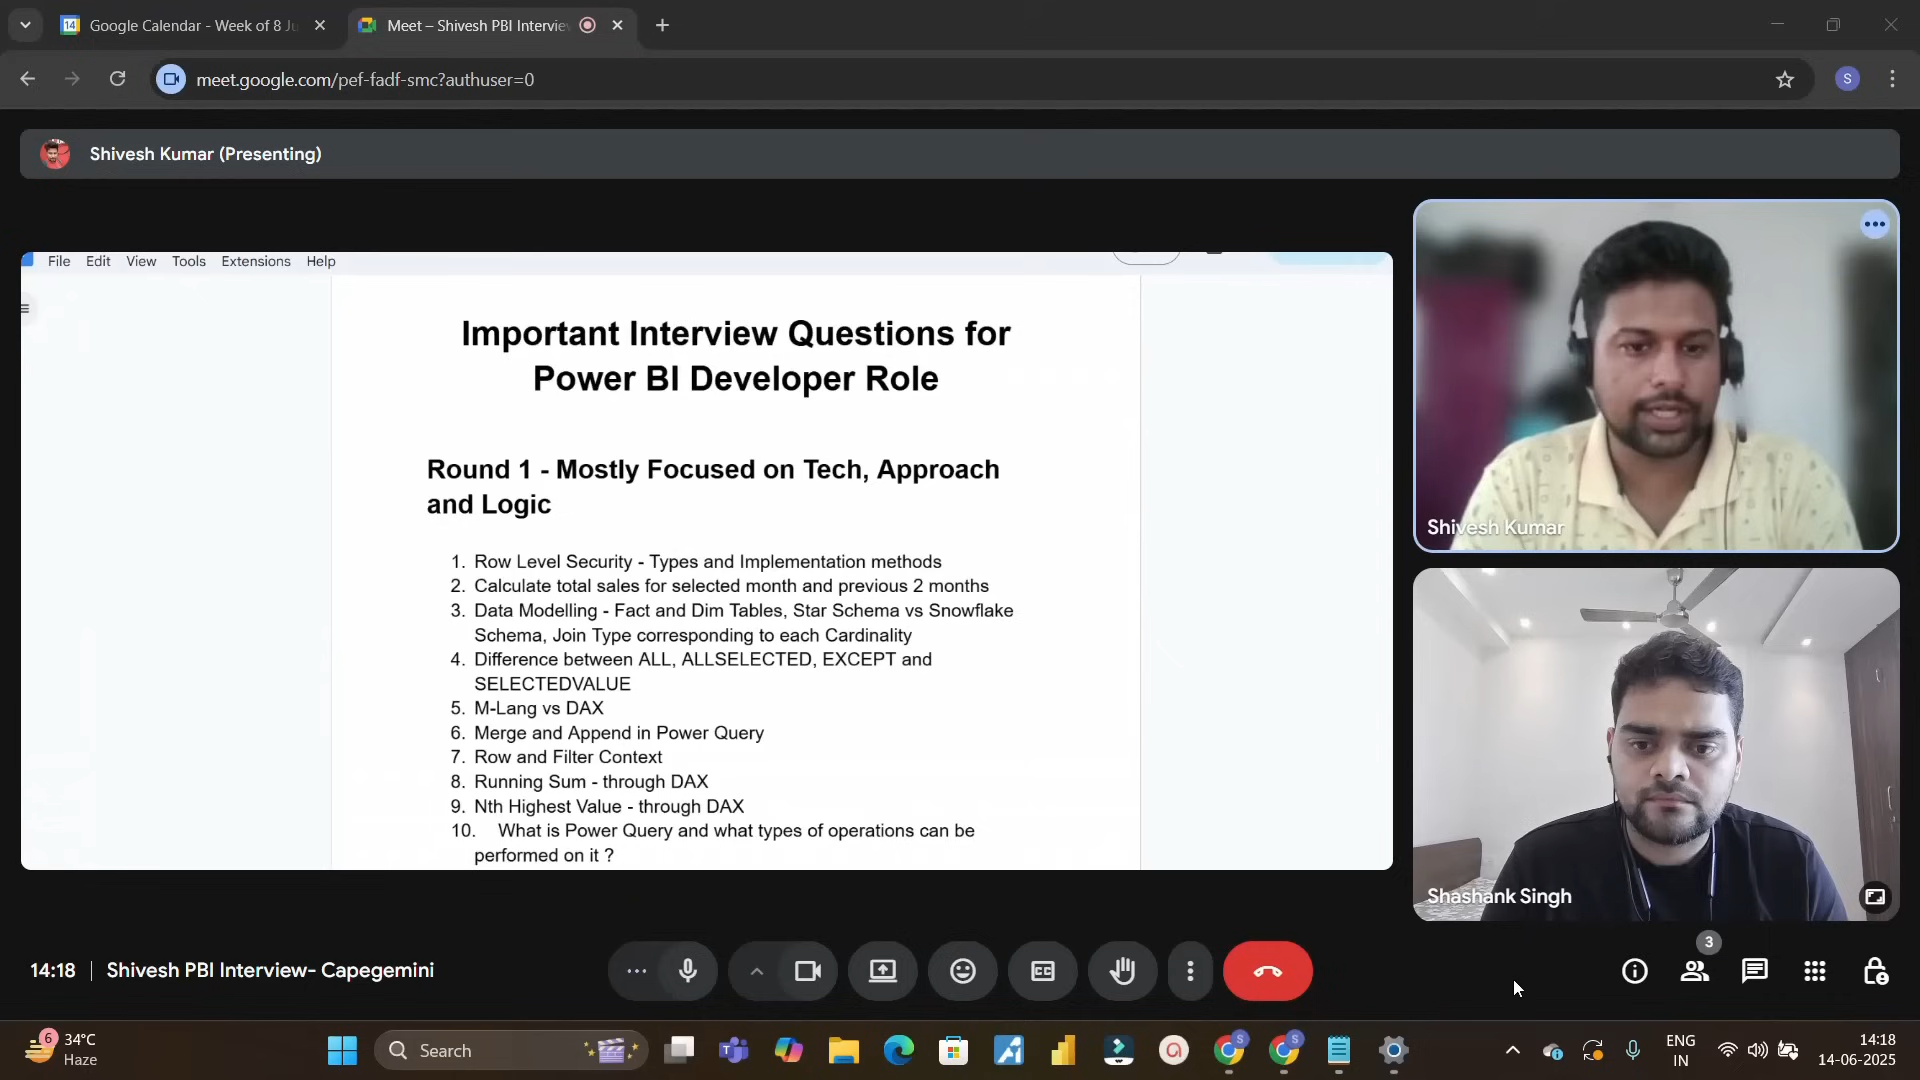 Google Calendar - Week of 8 Ju
Meet – Shivesh PBI Intervie
meet.google.com/pef-fadf-smc?authuser=0
S
Shivesh Kumar (Presenting)
File Edit View Tools Extensions Help
Important Interview Questions for
Power BI Developer Role
Round 1 - Mostly Focused on Tech, Approach
and Logic
1. Row Level Security - Types and Implementation methods
2. Calculate total sales for selected month and previous 2 months
3. Data Modelling - Fact and Dim Tables, Star Schema vs Snowflake
Schema, Join Type corresponding to each Cardinality
4. Difference between ALL, ALLSELECTED, EXCEPT and
SELECTEDVALUE
5. M-Lang vs DAX
6. Merge and Append in Power Query
7. Row and Filter Context
8. Running Sum - through DAX
9. Nth Highest Value - through DAX
10. What is Power Query and what types of operations can be
performed on it ?
Shivesh Kumar
Shashank Singh
14:18 | Shivesh PBI Interview- Capegemini
CC
3
6
34°C
Haze
Search
S
S
ENG
IN
14:18
14-06-2025